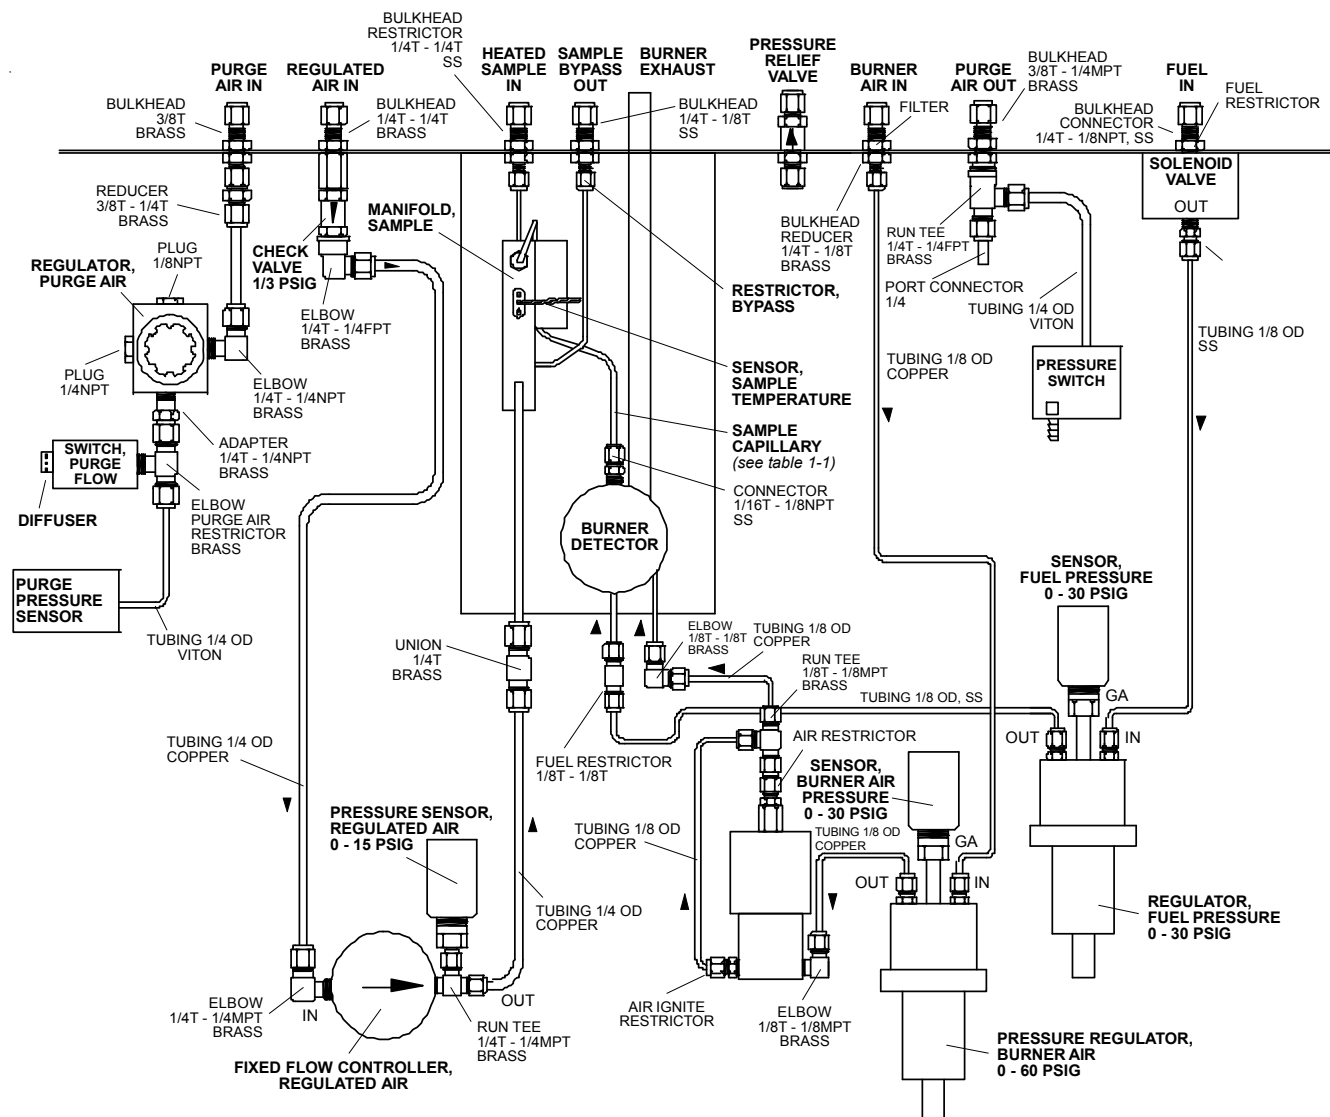 BULKHEAD
RESTRICTOR
1/4T - 1/4T
SS
PURGE
AIR IN
REGULATED
AIR IN
HEATED
SAMPLE
IN
SAMPLE
BYPASS
OUT
BURNER
EXHAUST
PRESSURE
RELIEF
VALVE
BURNER
AIR IN
PURGE
AIR OUT
BULKHEAD
3/8T - 1/4MPT
BRASS
FUEL
IN
BULKHEAD
3/8T
BRASS
BULKHEAD
1/4T - 1/4T
BRASS
BULKHEAD
1/4T - 1/8T
SS
FILTER
BULKHEAD
CONNECTOR
1/4T - 1/8NPT, SS
FUEL
RESTRICTOR
SOLENOID
VALVE
OUT
REDUCER
3/8T - 1/4T
BRASS
MANIFOLD,
SAMPLE
BULKHEAD
REDUCER
1/4T - 1/8T
BRASS
RUN TEE
1/4T - 1/4FPT
BRASS
PLUG
1/8NPT
CHECK
VALVE
1/3 PSIG
REGULATOR,
PURGE AIR
RESTRICTOR,
BYPASS
PORT CONNECTOR
1/4
TUBING 1/4 OD
VITON
ELBOW
1/4T - 1/4FPT
BRASS
TUBING 1/8 OD
SS
TUBING 1/8 OD
COPPER
PRESSURE
SWITCH
PLUG
1/4NPT
ELBOW
1/4T - 1/4NPT
BRASS
SENSOR,
SAMPLE
TEMPERATURE
SAMPLE
CAPILLARY
(see table 1-1)
ADAPTER
1/4T - 1/4NPT
BRASS
SWITCH,
PURGE
FLOW
DIFFUSER
ELBOW
PURGE AIR
RESTRICTOR
BRASS
CONNECTOR
1/16T - 1/8NPT
SS
BURNER
DETECTOR
SENSOR,
FUEL PRESSURE
0 - 30 PSIG
PURGE
PRESSURE
SENSOR
TUBING 1/4 OD
VITON
UNION
1/4T
BRASS
ELBOW
1/8T - 1/8T
BRASS
TUBING 1/8 OD
COPPER
RUN TEE
1/8T - 1/8MPT
BRASS
TUBING 1/8 OD, SS
GA
OUT
IN
TUBING 1/4 OD
COPPER
FUEL RESTRICTOR
1/8T - 1/8T
AIR RESTRICTOR
SENSOR,
BURNER AIR
PRESSURE
0 - 30 PSIG
PRESSURE SENSOR,
REGULATED AIR
0 - 15 PSIG
TUBING 1/8 OD
COPPER
TUBING 1/8 OD
COPPER
GA
OUT
IN
TUBING 1/4 OD
COPPER
REGULATOR,
FUEL PRESSURE
0 - 30 PSIG
ELBOW
1/4T - 1/4MPT
BRASS
IN
OUT
RUN TEE
1/4T - 1/4MPT
BRASS
AIR IGNITE
RESTRICTOR
ELBOW
1/8T - 1/8MPT
BRASS
FIXED FLOW CONTROLLER,
REGULATED AIR
PRESSURE REGULATOR,
BURNER AIR
0 - 60 PSIG